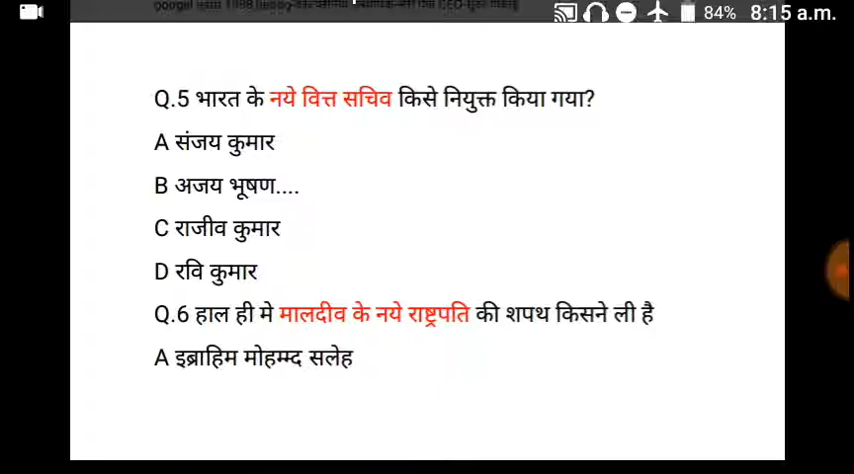 84% 8:15 a.m.
Q.5 भारत के नये वित्त सचिव किसे नियुक्त किया गया?
A संजय कुमार
B अजय भूषण....
C राजीव कुमार
D रवि कुमार
Q.6 हाल ही मे मालदीव के नये राष्ट्रपति की शपथ किसने ली है
A इब्राहिम मोहम्म्द सलेह